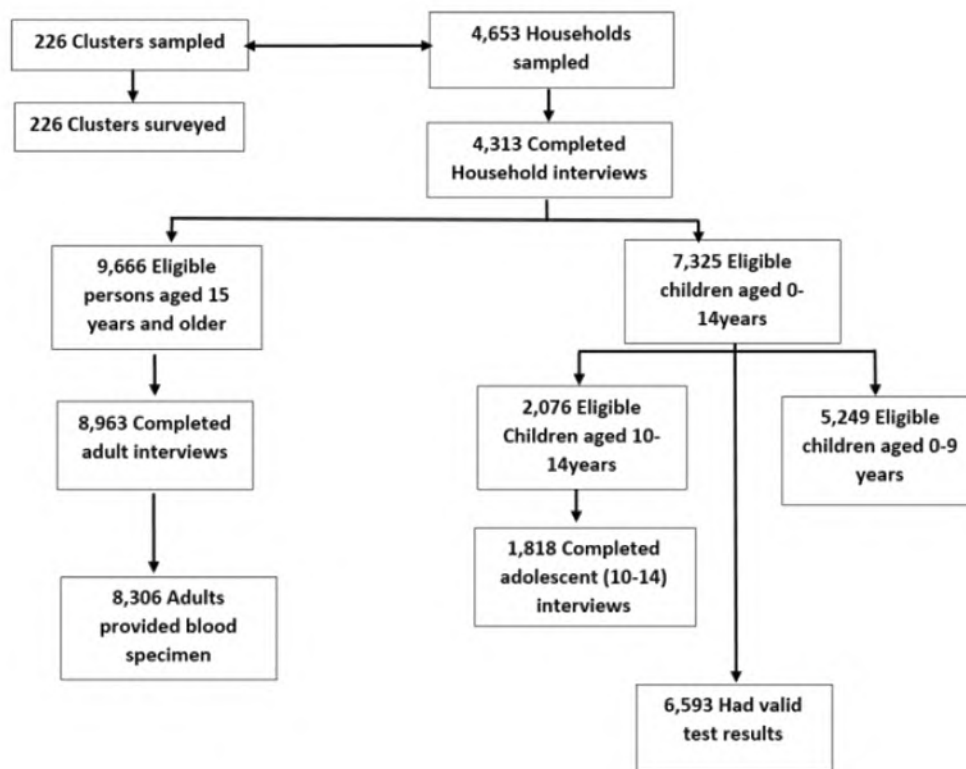 226 Clusters sampled
4,653 Households
sampled
226 Clusters surveyed
4,313 Completed
Household interviews
9,666 Eligible
persons aged 15
years and older
7,325 Eligible
children aged 0-
14years
8,963 Completed
adult interviews
2,076 Eligible
Children aged 10-
14years
5,249 Eligible
children aged 0-9
years
1,818 Completed
adolescent (10-14)
interviews
8,306 Adults
provided blood
specimen
6,593 Had valid
test results